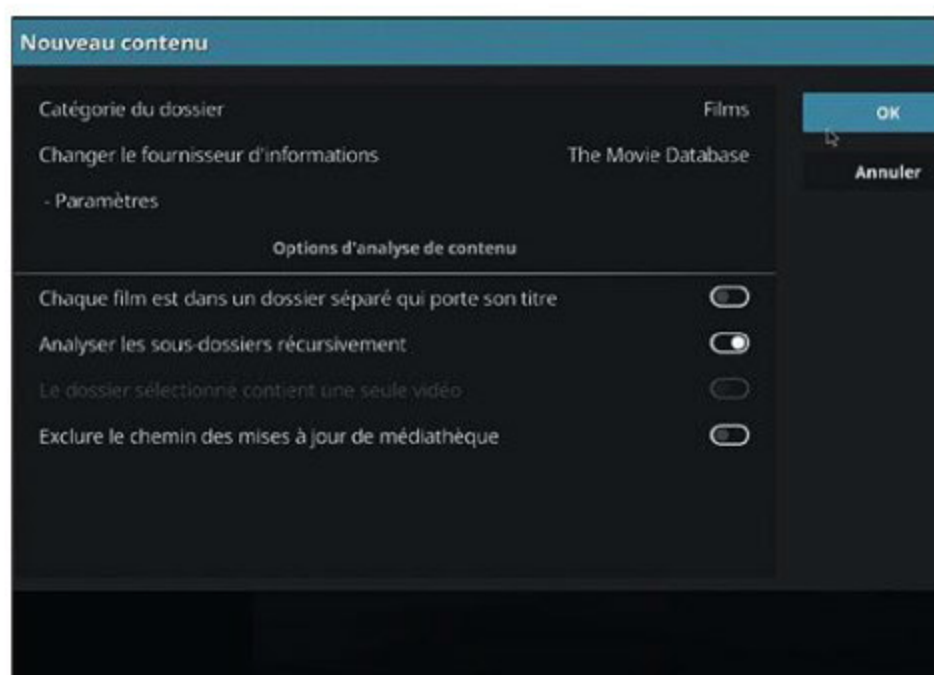 Nouveau contenu
Catégorie du dossier Films
OK
Changer le fournisseur d'informations The Movie Database
Annuler
- Paramètres
Options d'analyse de contenu
Chaque film est dans un dossier séparé qui porte son titre
Analyser les sous-dossiers récursivement
Le dossier sélectionné contient une seule vidéo
Exclure le chemin des mises à jour de médiathèque